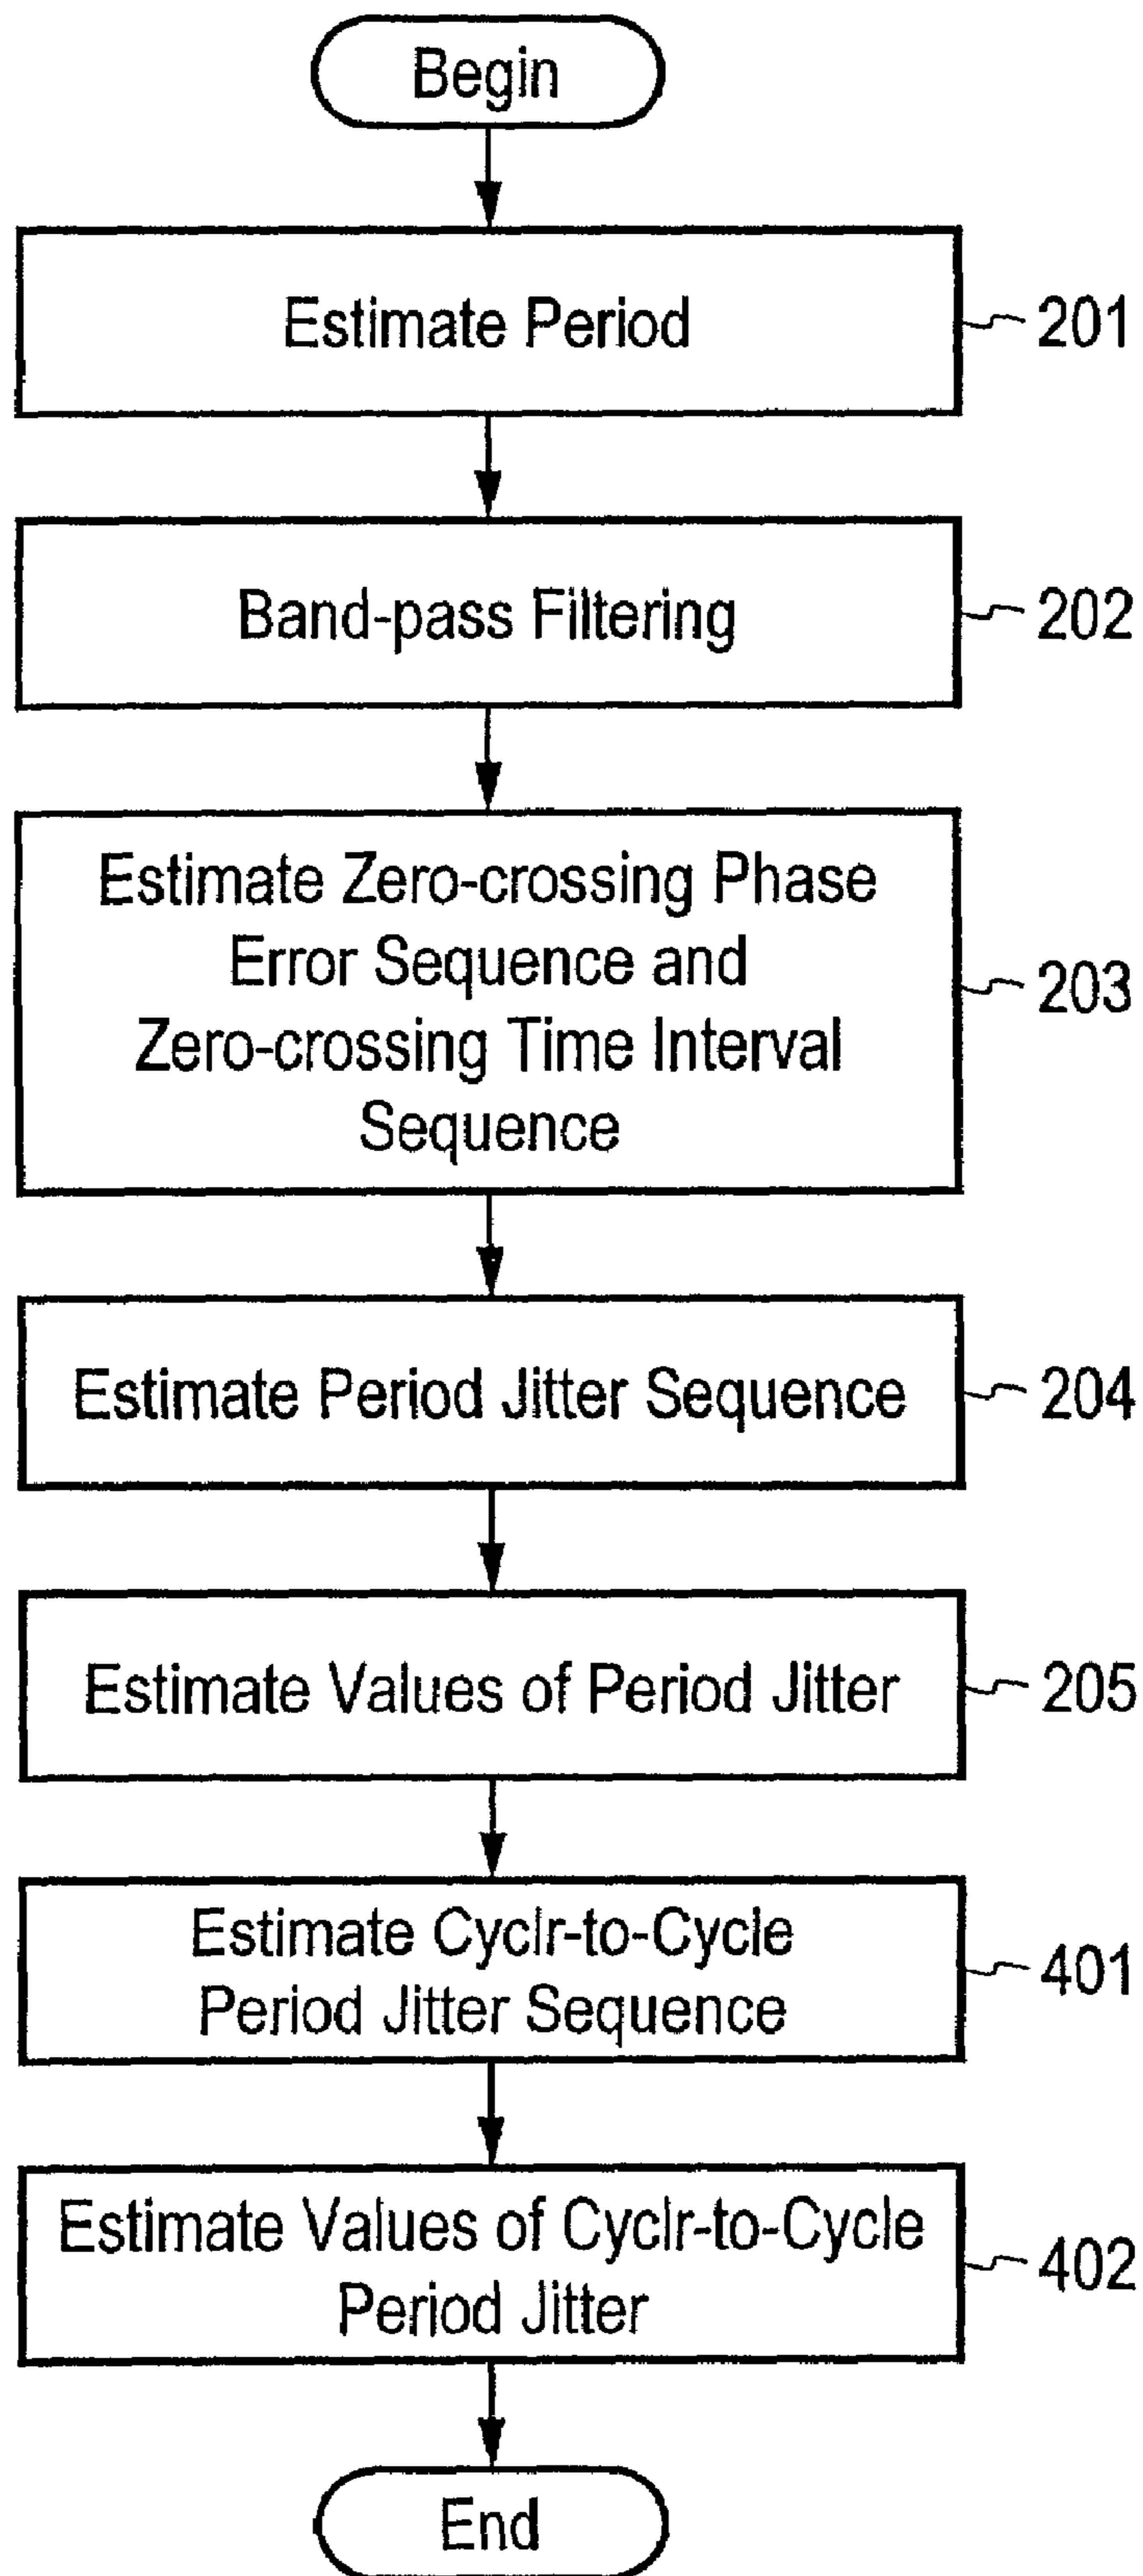 Begin
Estimate Period
201
Band-pass Filtering
202
Estimate Zero-crossing Phase
Error Sequence and
Zero-crossing Time Interval
Sequence
203
Estimate Period Jitter Sequence
204
Estimate Values of Period Jitter
205
Estimate Cyclr-to-Cycle
Period Jitter Sequence
401
Estimate Values of Cyclr-to-Cycle
Period Jitter
402
End